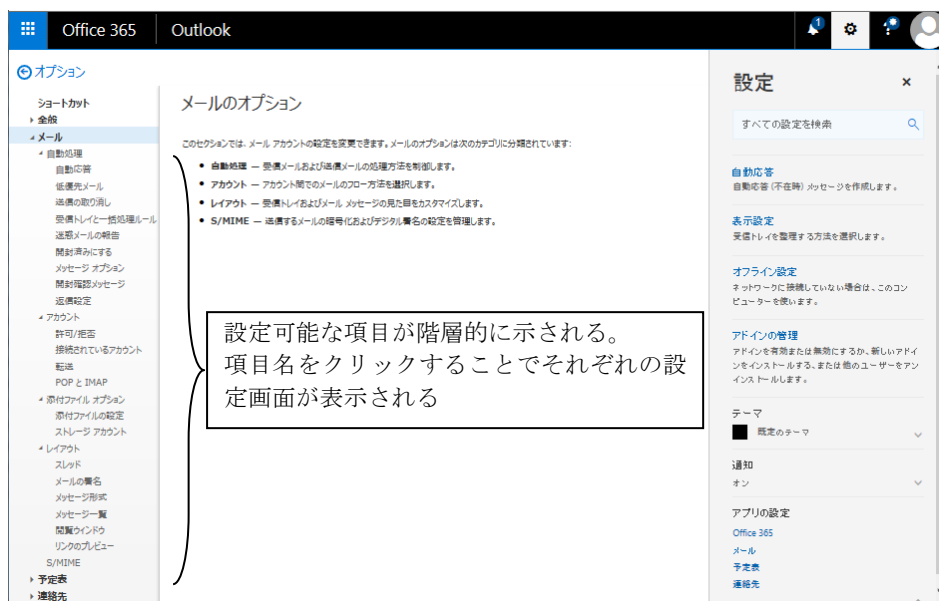 Office 365
Outlook
1
?
オプション
ショートカット
全般
メール
自動処理
自動応答
低優先メール
送信の取り消し
受信トレイと一括処理ルール
迷惑メールの報告
開封済みにする
メッセージ オプション
開封確認メッセージ
返信設定
アカウント
許可/拒否
接続されているアカウント
転送
POP と IMAP
添付ファイル オプション
添付ファイルの設定
ストレージ アカウント
レイアウト
スレッド
メールの署名
メッセージ形式
メッセージ一覧
閲覧ウィンドウ
リンクのプレビュー
S/MIME
予定表
連絡先
メールのオプション
このセクションでは、メール アカウントの設定を変更できます。メールのオプションは次のカテゴリに分類されています:
• 自動処理 — 受信メールおよび送信メールの処理方法を制御します。
• アカウント — アカウント間でのメールのフロー方法を選択します。
• レイアウト — 受信トレイおよびメール メッセージの見た目をカスタマイズします。
• S/MIME — 送信するメールの暗号化およびデジタル署名の設定を管理します。
設定可能な項目が階層的に示される。
項目名をクリックすることでそれぞれの設
定画面が表示される
設定
×
すべての設定を検索
自動応答
自動応答 (不在時) メッセージを作成します。
表示設定
受信トレイを整理する方法を選択します。
オフライン設定
ネットワークに接続していない場合は、このコン
ピューターを使います。
アドインの管理
アドインを有効または無効にするか、新しいアドイ
ンをインストールする、または他のユーザーをアン
インストールします。
テーマ
既定のテーマ
通知
オン
アプリの設定
Office 365
メール
予定表
連絡先